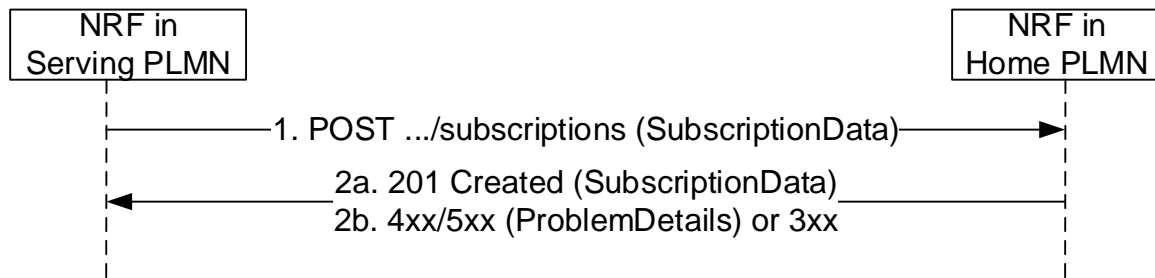 NRF in
Serving PLMN
NRF in
Home PLMN
1. POST .../subscriptions (SubscriptionData)
2a. 201 Created (SubscriptionData)
2b. 4xx/5xx (ProblemDetails) or 3xx